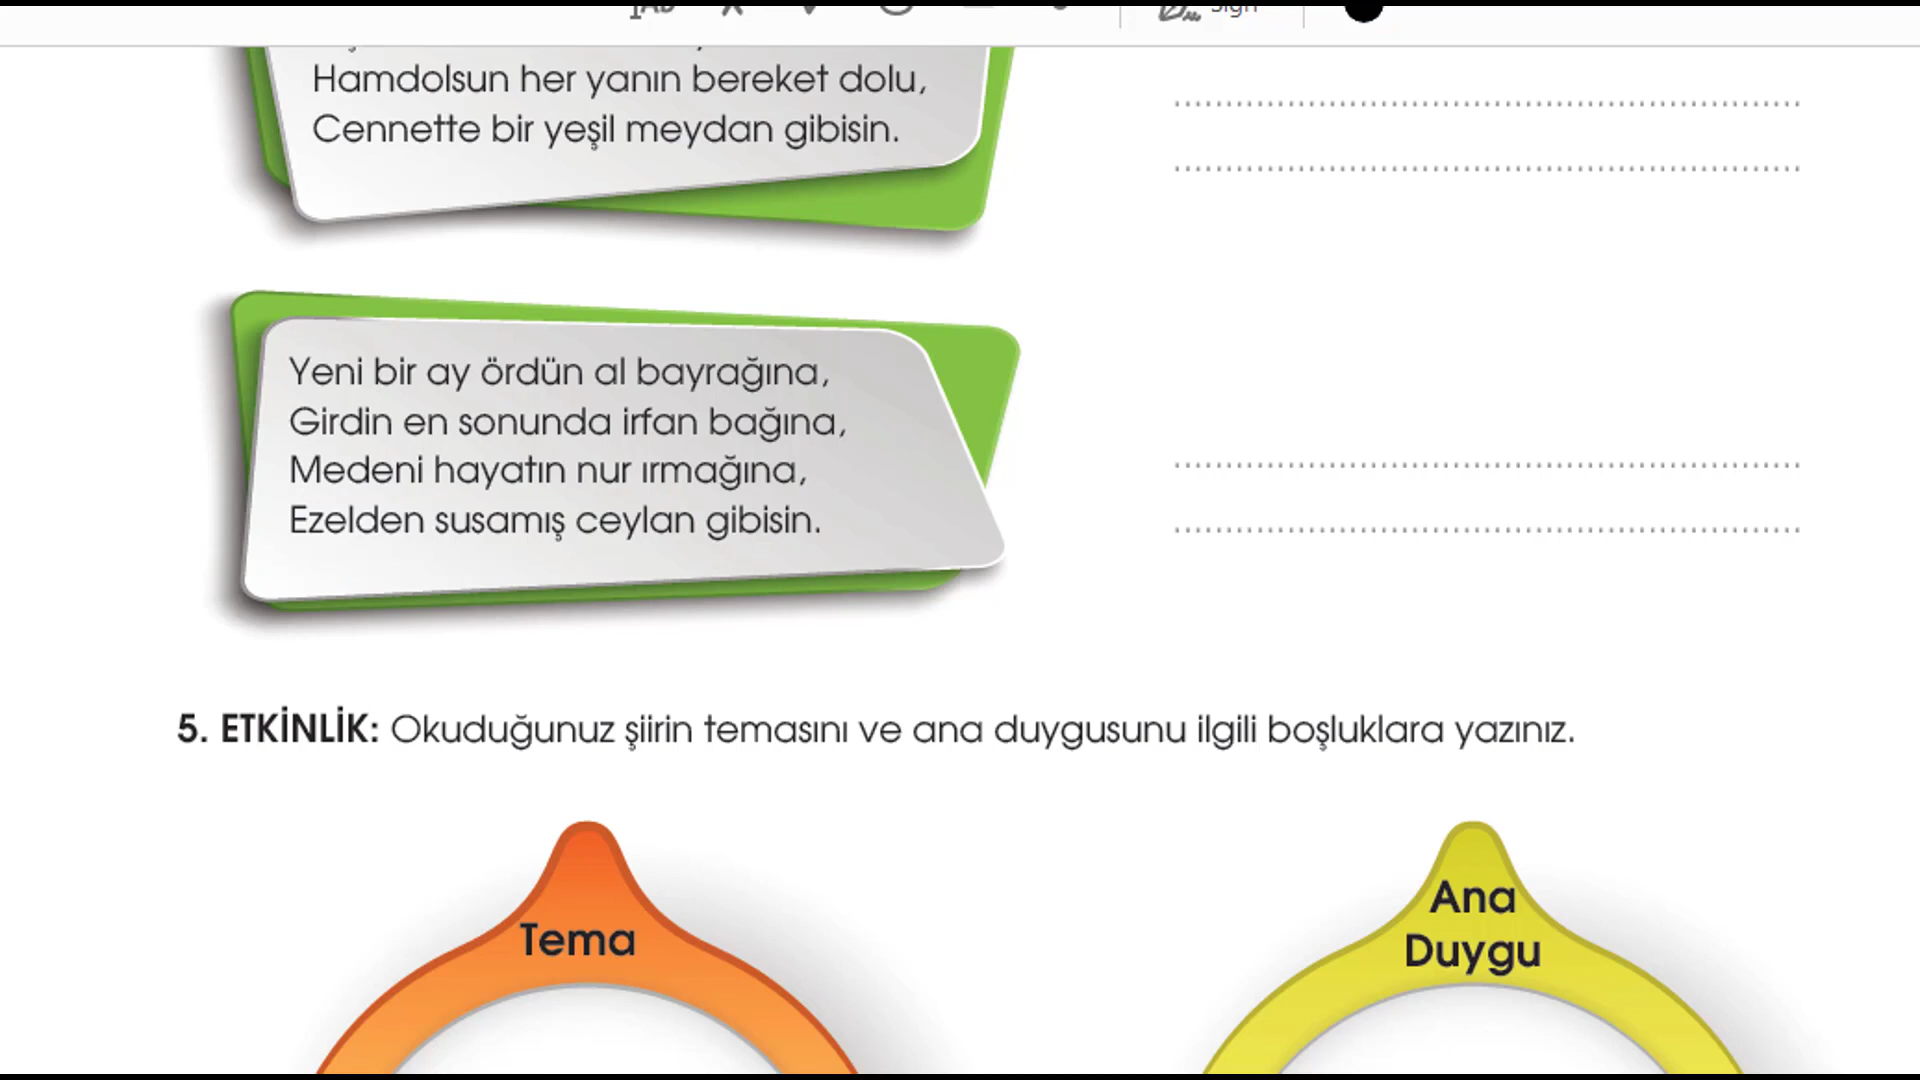 Sign
Hamdolsun her yanın bereket dolu,
Cennette bir yeşil meydan gibisin.
Yeni bir ay ördün al bayrağına,
Girdin en sonunda irfan bağına,
Medeni hayatın nur ırmağına,
Ezelden susamış ceylan gibisin.
5. ETKİNLİK: Okuduğunuz şiirin temasını ve ana duygusunu ilgili boşluklara yazınız.
Tema
Ana
Duygu